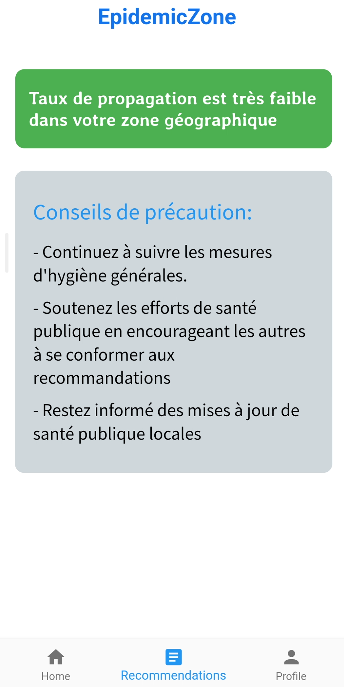 EpidemicZone
Taux de propagation est très faible
dans votre zone géographique
Conseils de précaution:
- Continuez à suivre les mesures
d'hygiène générales.
- Soutenez les efforts de santé
publique en encourageant les autres
à se conformer aux
recommandations
- Restez informé des mises à jour de
santé publique locales
Home
Recommendations
Profile